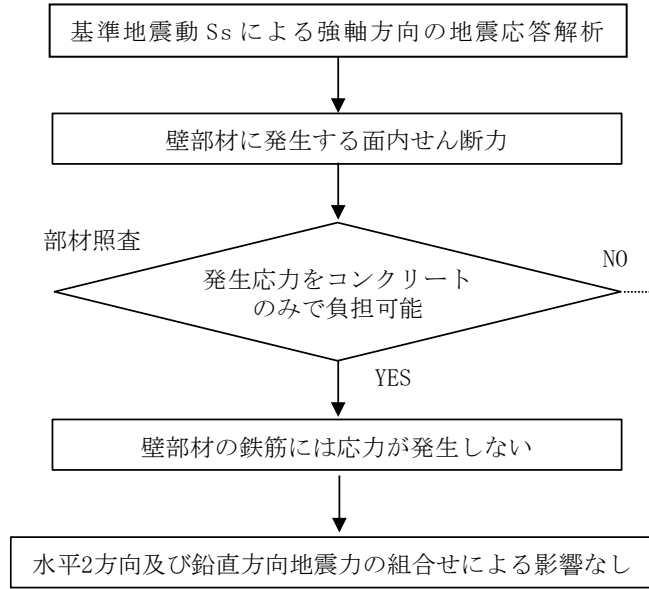 基準地震動 Ss による強軸方向の地震応答解析
壁部材に発生する面内せん断力
部材照査
発生応力をコンクリート
のみで負担可能
NO
YES
壁部材の鉄筋には応力が発生しない
水平2方向及び鉛直方向地震力の組合せによる影響なし